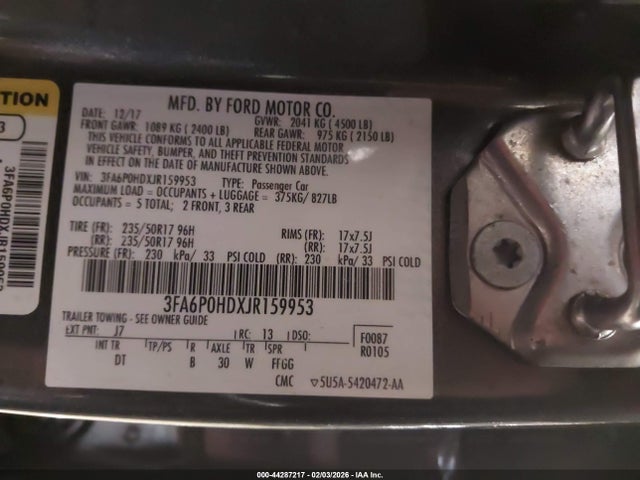 MFD. BY FORD MOTOR CO.
DATE: 12/17 GVWR: 2041 KG ( 4500 LB)
FRONT GAWR: 1089 KG ( 2400 LB) REAR GAWR: 975 KG ( 2150 LB)
THIS VEHICLE CONFORMS TO ALL APPLICABLE FEDERAL MOTOR
VEHICLE SAFETY, BUMPER, AND THEFT PREVENTION STANDARDS
IN EFFECT ON THE DATE OF MANUFACTURE SHOWN ABOVE.
VIN: 3FA6P0HDXJR159953 TYPE: Passenger Car
MAXIMUM LOAD = OCCUPANTS + LUGGAGE = 375KG/ 827LB
OCCUPANTS = 5 TOTAL; 2 FRONT, 3 REAR
TIRE (FR): 235/50R17 96H RIMS (FR): 17x7.5J
(RR): 235/50R17 96H (RR): 17x7.5J
PRESSURE (FR): 230 kPa/ 33 PSI COLD (RR): 230 kPa/ 33 PSI COLD
3FA6P0HDXJR159953
TRAILER TOWING - SEE OWNER GUIDE
EXT PNT: J7 RC: 13 DSO: F0087
R0105
INT TR TP/PS R AXLE TR SPR
DT B 30 W FFGG
CMC 5U5A-5420472-AA
3
3FA6P0HDXJR159953
000-44287217 - 02/03/2026 - IAA Inc.